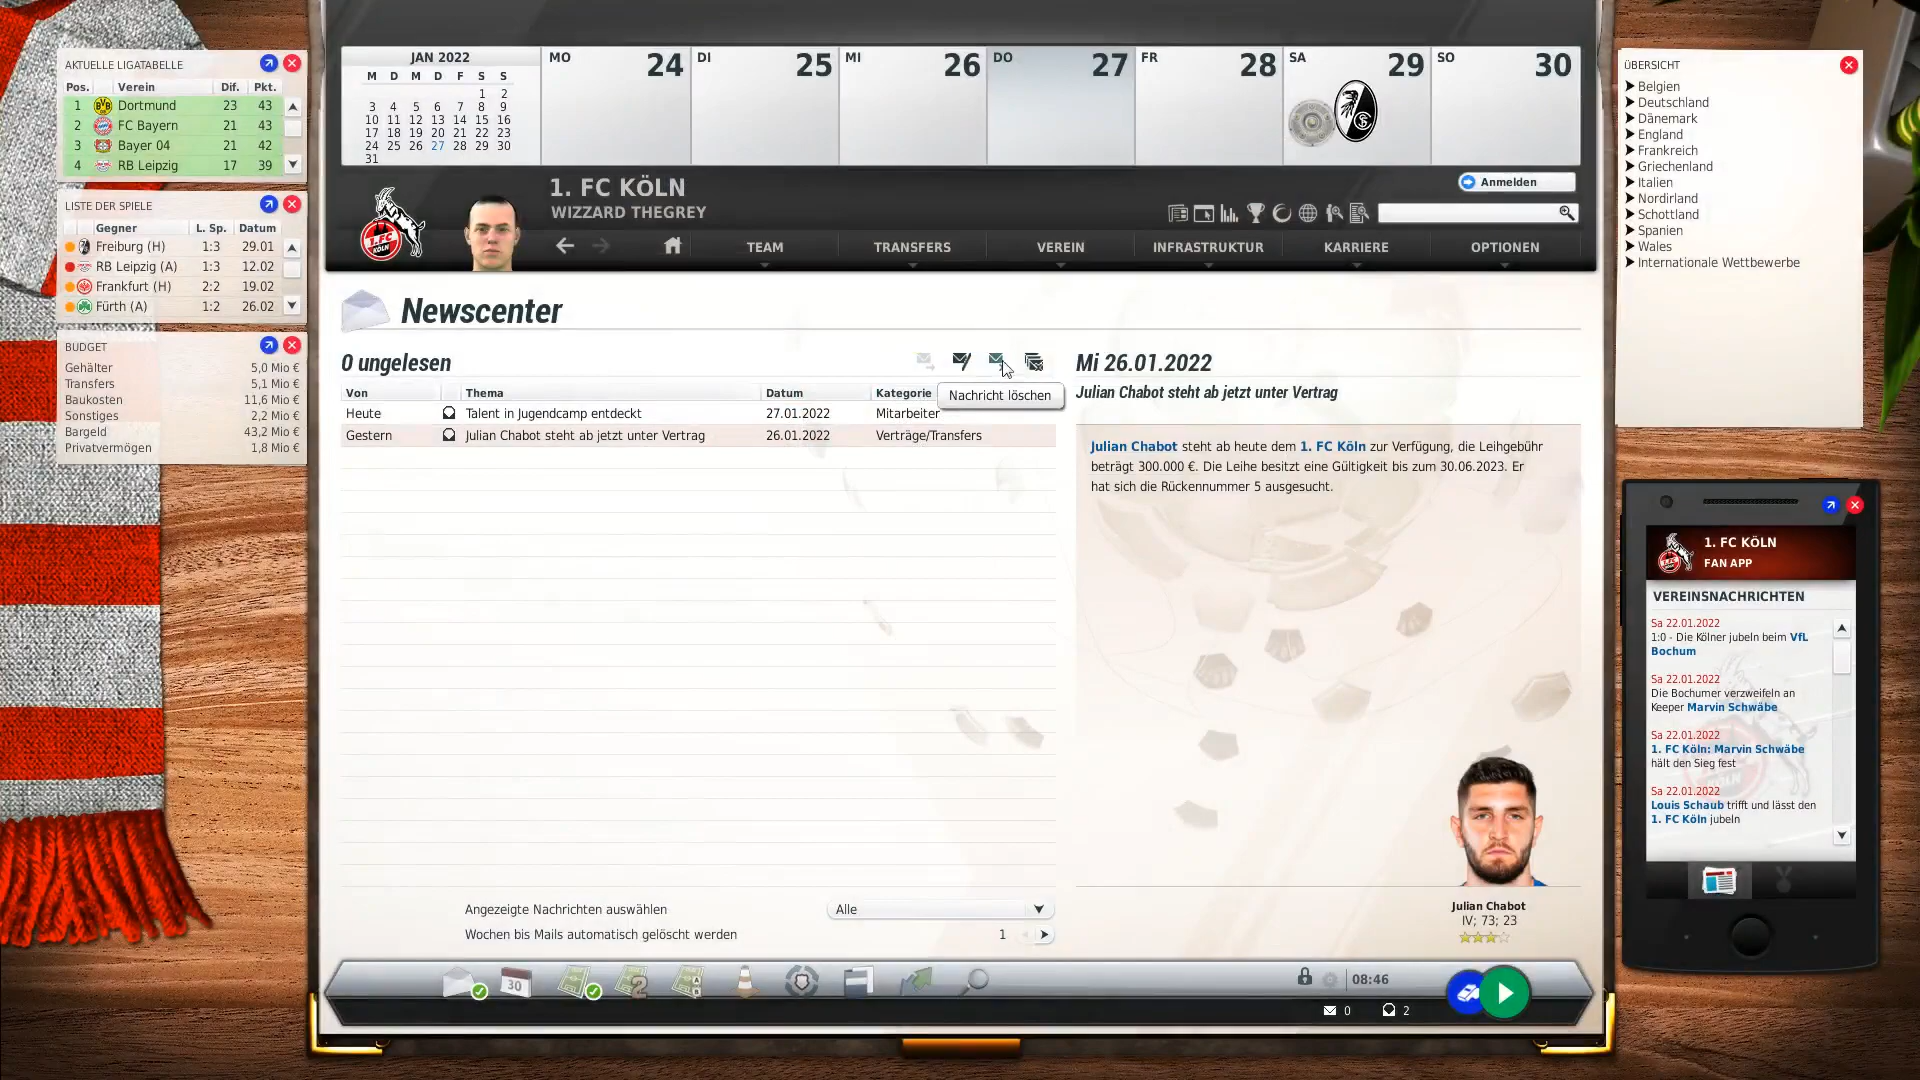 AKTUELLE LIGATABELLE
Pos. Verein Dif. Pkt.
1 Dortmund 23 43
2 FC Bayern 21 43
3 Bayer 04 21 42
4 RB Leipzig 17 39
LISTE DER SPIELE
Gegner L. Sp. Datum
Freiburg (H) 1:3 29.01
RB Leipzig (A) 1:3 12.02
Frankfurt (H) 2:2 19.02
Fürth (A) 1:2 26.02
BUDGET
Gehälter 5,0 Mio €
Transfers 5,1 Mio €
Baukosten 11,6 Mio €
Sonstiges 2,2 Mio €
Bargeld 43,2 Mio €
Privatvermögen 1,8 Mio €
JAN 2022
M D M D F S S
1 2
3 4 5 6 7 8 9
10 11 12 13 14 15 16
17 18 19 20 21 22 23
24 25 26 27 28 29 30
31
MO 24 DI 25 MI 26 DO 27 FR 28 SA 29 SO 30
1. FC KÖLN
WIZZARD THEGREY
Anmelden
TEAM TRANSFERS VEREIN INFRASTRUKTUR KARRIERE OPTIONEN
Newscenter
0 ungelesen
Von Thema Datum Kategorie
Nachricht löschen
Heute Talent in Jugendcamp entdeckt 27.01.2022 Mitarbeiter
Gestern Julian Chabot steht ab jetzt unter Vertrag 26.01.2022 Verträge/Transfers
Angezeigte Nachrichten auswählen Alle
Wochen bis Mails automatisch gelöscht werden 1
Mi 26.01.2022
Julian Chabot steht ab jetzt unter Vertrag
Julian Chabot steht ab heute dem 1. FC Köln zur Verfügung, die Leihgebühr
beträgt 300.000 €. Die Leihe besitzt eine Gültigkeit bis zum 30.06.2023. Er
hat sich die Rückennummer 5 ausgesucht.
Julian Chabot
IV; 73; 23
30
2
08:46
0 2
ÜBERSICHT
Belgien
Deutschland
Dänemark
England
Frankreich
Griechenland
Italien
Nordirland
Schottland
Spanien
Wales
Internationale Wettbewerbe
1. FC KÖLN
FAN APP
VEREINSNACHRICHTEN
Sa 22.01.2022
1:0 - Die Kölner jubeln beim VfL
Bochum
Sa 22.01.2022
Die Bochumer verzweifeln an
Keeper Marvin Schwäbe
Sa 22.01.2022
1. FC Köln: Marvin Schwäbe
hält den Sieg fest
Sa 22.01.2022
Louis Schaub trifft und lässt den
1. FC Köln jubeln